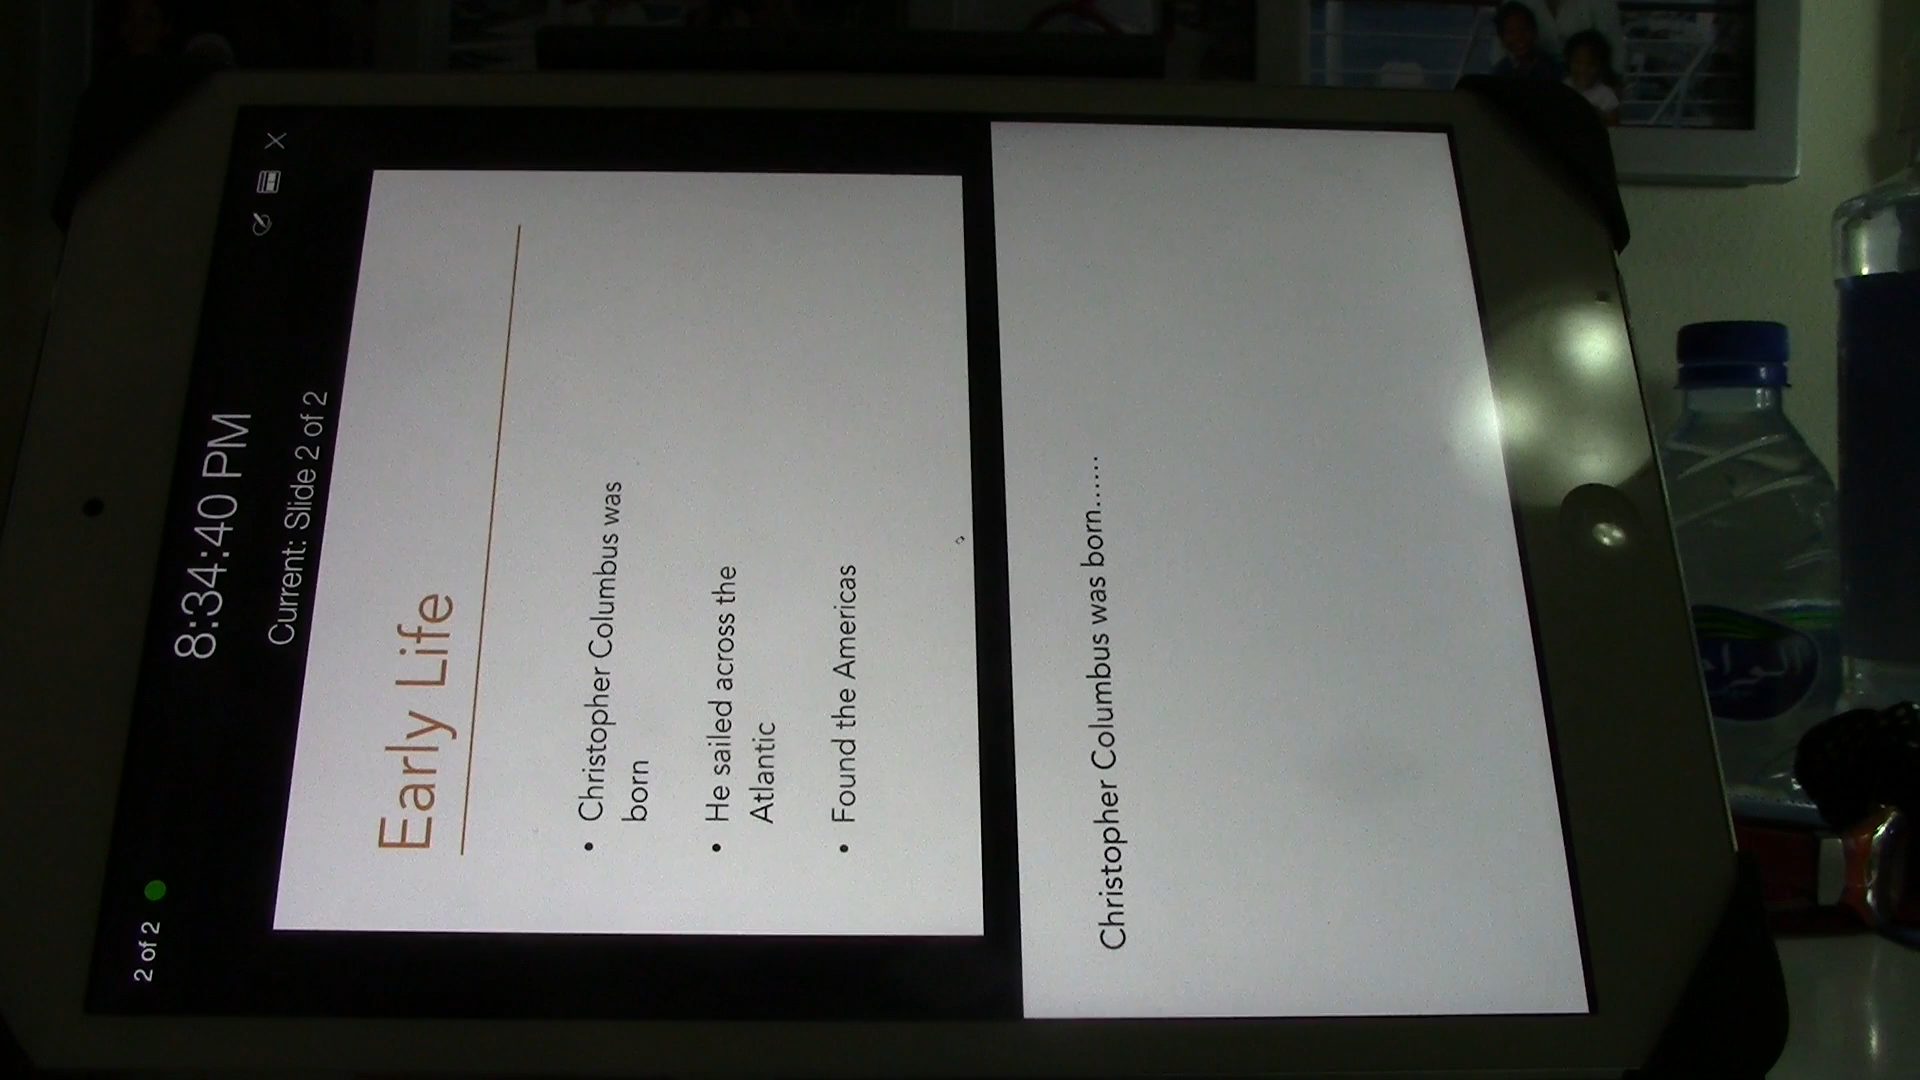 2 of 2
8:34:40 PM
Current: Slide 2 of 2
Early Life
• Christopher Columbus was
born
• He sailed across the
Atlantic
• Found the Americas
Christopher Columbus was born......